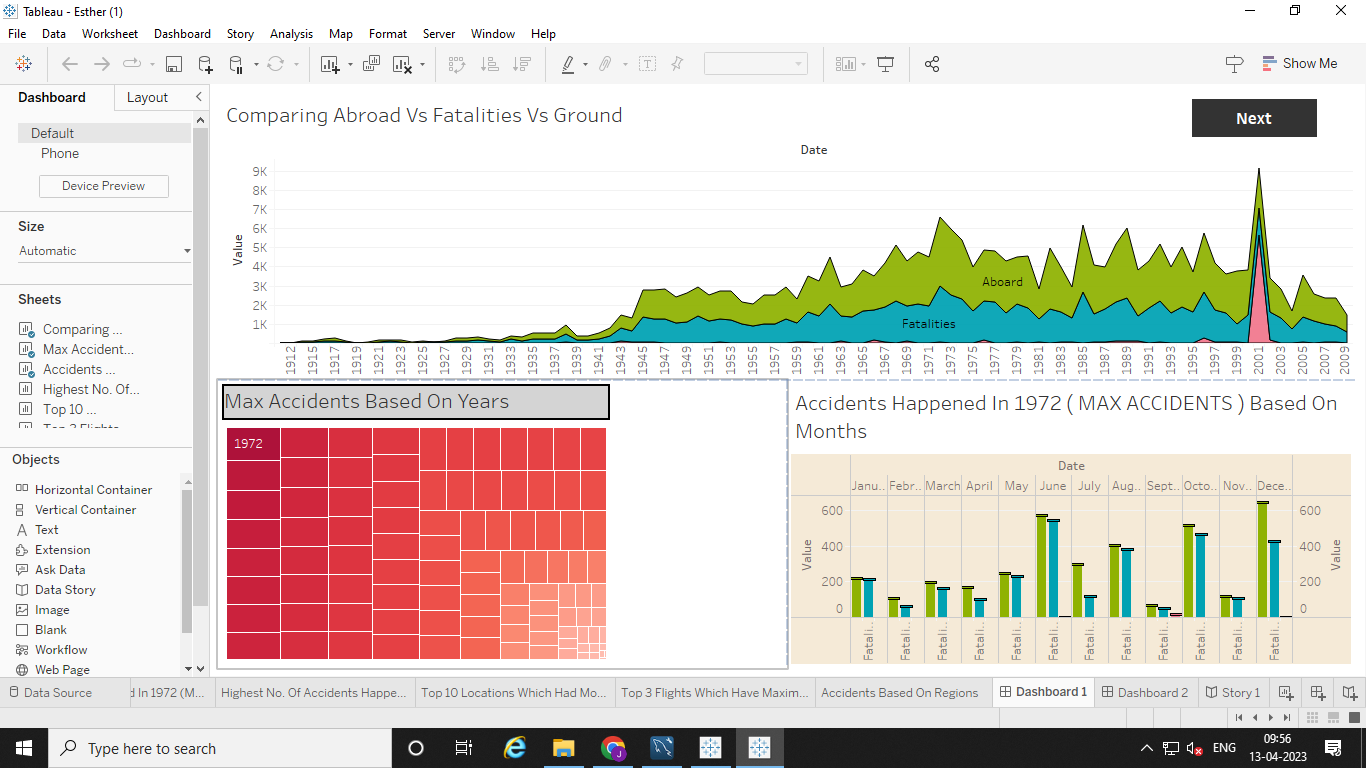 Tableau - Esther (1)
File Data Worksheet Dashboard Story Analysis Map Format Server Window Help
Show Me
Dashboard Layout
Default
Phone
Device Preview
Size
Automatic
Sheets
Comparing ...
Max Accident...
Accidents ...
Highest No. Of...
Top 10 ...
Objects
Horizontal Container
Vertical Container
Text
Extension
Ask Data
Data Story
Image
Blank
Workflow
Web Page
Comparing Abroad Vs Fatalities Vs Ground
Next
Date
Value
9K
8K
7K
6K
5K
4K
3K
2K
1K
Aboard
Fatalities
1912 1915 1917 1919 1921 1923 1925 1927 1929 1931 1933 1935 1937 1939 1941 1943 1945 1947 1949 1951 1953 1955 1957 1959 1961 1963 1965 1967 1969 1971 1973 1975 1977 1979 1981 1983 1985 1987 1989 1991 1993 1995 1997 1999 2001 2003 2005 2007 2009
Max Accidents Based On Years
1972
Accidents Happened In 1972 ( MAX ACCIDENTS ) Based On
Months
Date
Janu.. Febr.. March April May June July Aug.. Sept.. Octo.. Nov.. Dece..
Value
600 600
400 400
200 200
0 0
Value
Fatali.. Fatali.. Fatali.. Fatali.. Fatali.. Fatali.. Fatali.. Fatali.. Fatali.. Fatali.. Fatali.. Fatali..
Data Source d In 1972 (M... Highest No. Of Accidents Happe... Top 10 Locations Which Had Mo... Top 3 Flights Which Have Maxim... Accidents Based On Regions Dashboard 1 Dashboard 2 Story 1
Type here to search
ENG
09:56
13-04-2023